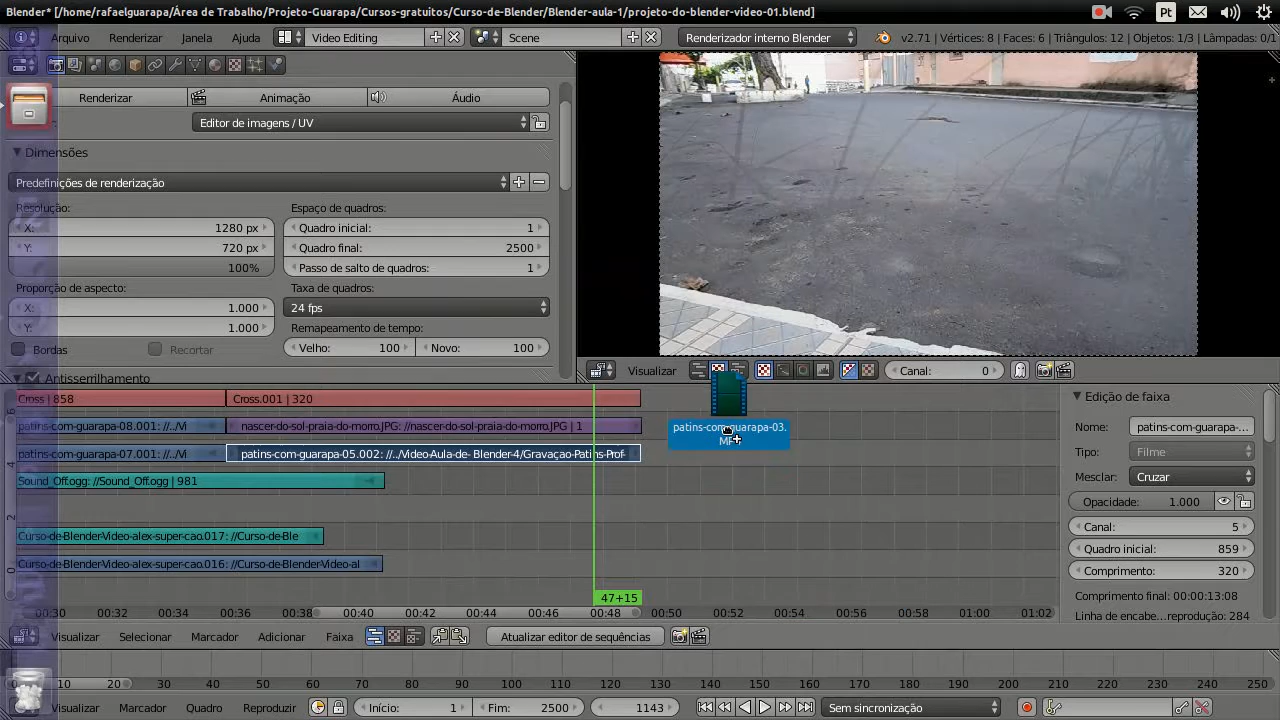 Blender* [/home/rafaelguarapa/Área de Trabalho/Projeto-Guarapa/Cursos-gratuitos/Curso-de-Blender/Blender-aula-1/projeto-do-blender-video-01.blend]
Pt
Arquivo Renderizar Janela Ajuda Video Editing Scene Renderizador interno Blender v2.71 | Vértices: 8 | Faces: 6 | Triângulos: 12 | Objetos: 1/3 | Lâmpadas: 0/1
Renderizar Animação Áudio
Editor de imagens / UV
Dimensões
Predefinições de renderização
Resolução: Espaço de quadros:
X: 1280 px Quadro inicial: 1
Y: 720 px Quadro final: 2500
100% Passo de salto de quadros: 1
Proporção de aspecto: Taxa de quadros:
X: 1.000 24 fps
Y: 1.000 Remapeamento de tempo:
Bordas Recortar Velho: 100 Novo: 100
Visualizar Canal: 0
Antisserrilhamento
Cross | 858 Cross.001 | 320
patins-com-guarapa-08.001: //../Vi nascer-do-sol-praia-do-morro.JPG: //nascer-do-sol-praia-do-morro.JPG | 1
patins-com-guarapa-03.
patins-com-guarapa-07.001: //../Vi patins-com-guarapa-05.002: //../Video-Aula-de- Blender-4/Gravaçao-Patins-Prof-
Sound_Off.ogg: //Sound_Off.ogg | 981
Curso-de-BlenderVideo-alex-super-cao.017: //Curso-de-Ble
Curso-de-BlenderVideo-alex-super-cao.016: //Curso-de-BlenderVideo-al
6
4
2
0
47+15
00:30 00:32 00:34 00:36 00:38 00:40 00:42 00:44 00:46 00:48 00:50 00:52 00:54 00:56 00:58 01:00 01:02
Edição de faixa
Nome: patins-com-guarapa-...
Tipo: Filme
Mesclar: Cruzar
Opacidade: 1.000
Canal: 5
Quadro inicial: 859
Comprimento: 320
Comprimento final: 00:00:13:08
Linha de encabe...reprodução: 284
Visualizar Selecionar Marcador Adicionar Faixa Atualizar editor de sequências
10 20 30 40 50 60 70 80 90 100 110 120 130 140 150 160 170 180 190 200 210 220 230 240 250
Visualizar Marcador Quadro Reproduzir Início: 1 Fim: 2500 1143 Sem sincronização